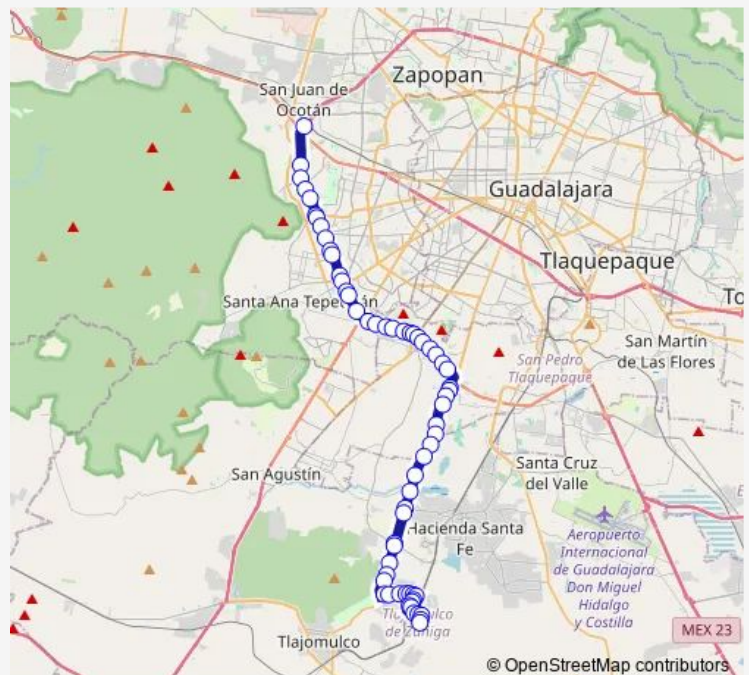 Zapopan
San Juan de
Ocotán
Guadalajara
Tlaquepaque
To
Santa Ana Tepetitlán
San Martín
de Las Flores
San Pedro
Tlaquepaque
San Agustín
Santa Cruz
del Valle
Hacienda Santa
Fe
Aeropuerto
Internacional
de Guadalajara
Don Miguel
Hidalgo
y Costilla
Tlajomulco
de Zúñiga
MEX 23
Tlajomulco
© OpenStreetMap contributors